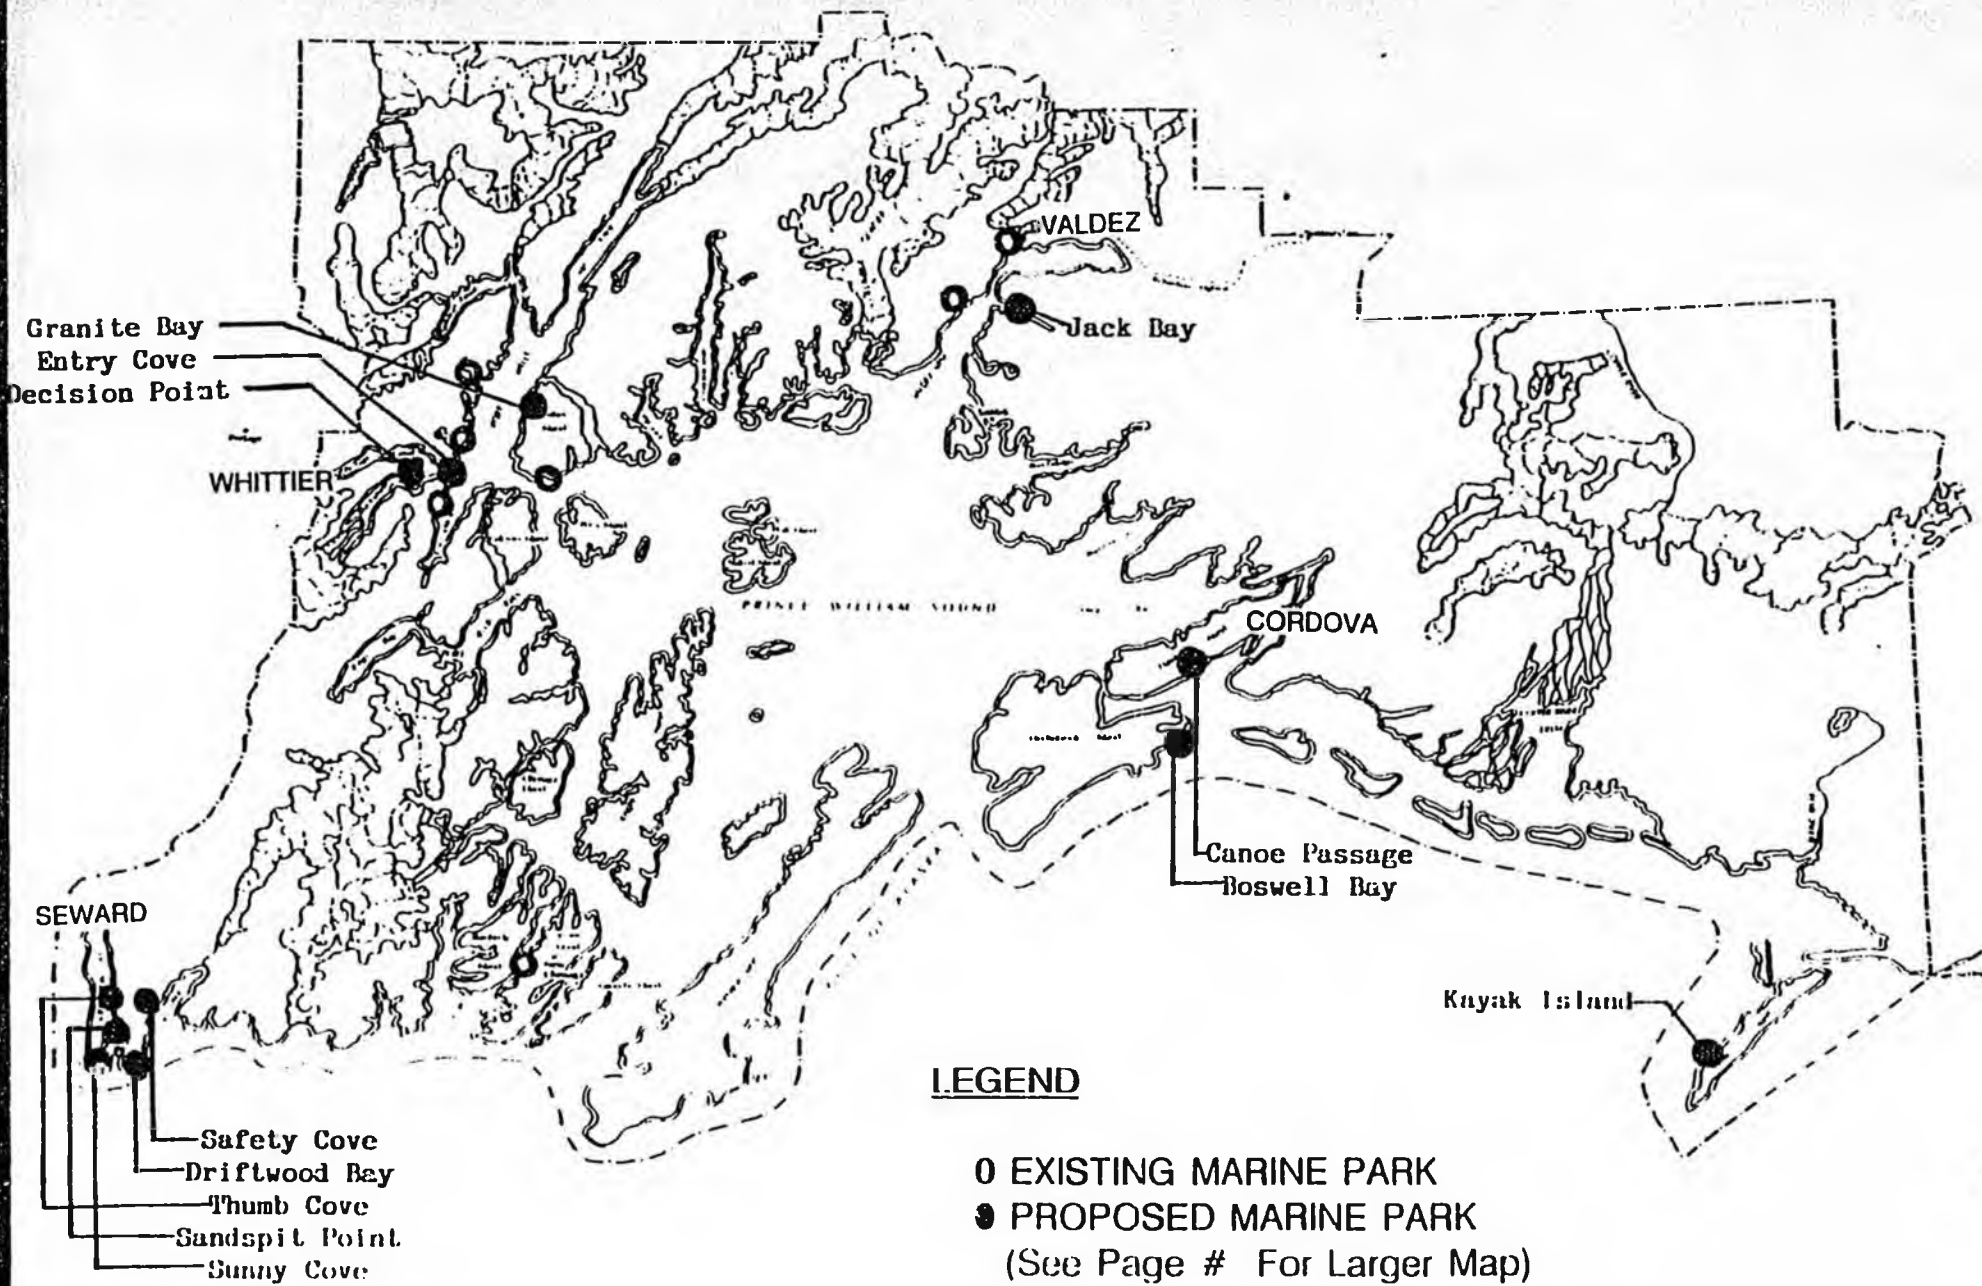 VALDEZ
Granite Bay
Jack Bay
Entry Cove
Decision Point
WHITTIER
PRINCE WILLIAM SOUND
CORDOVA
Canoe Passage
Boswell Bay
SEWARD
Kayak Island
LEGEND
Safety Cove
Driftwood Bay
Thumb Cove
Sandspit Point
Sunny Cove
O EXISTING MARINE PARK
PROPOSED MARINE PARK
(See Page # For Larger Map)